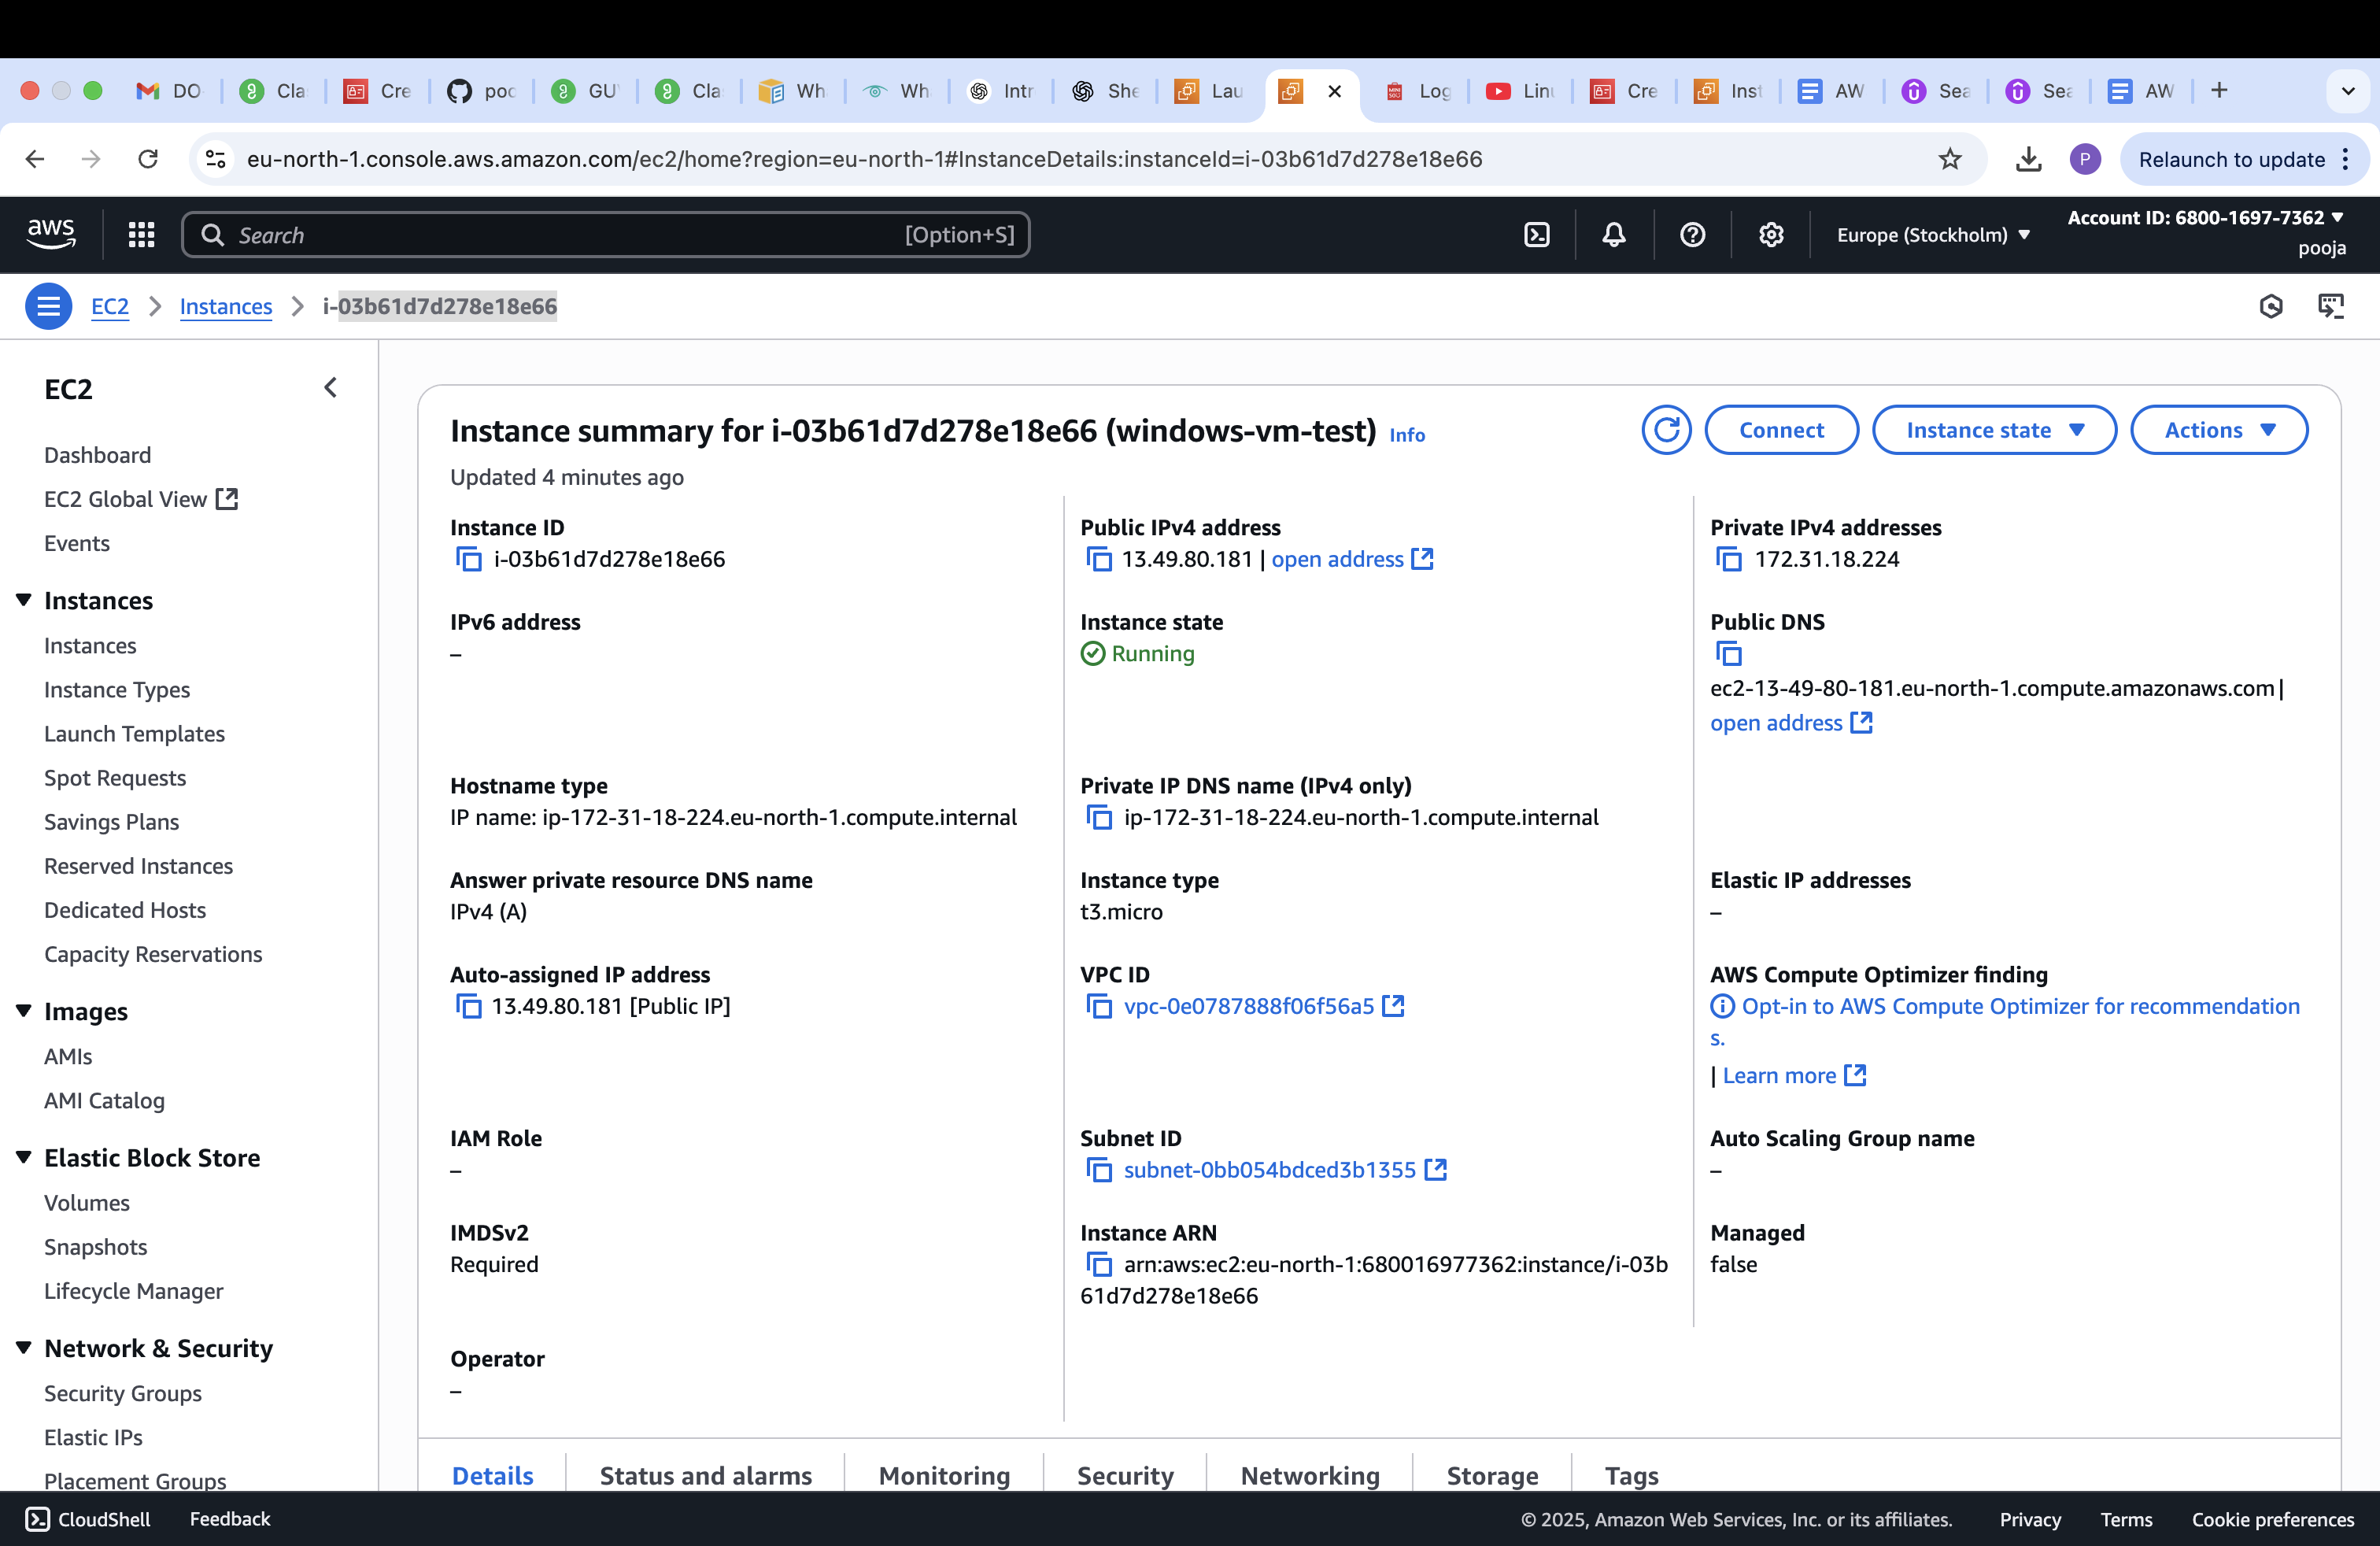 DO
Cla
Cre
poc
GU
Cla
Wh
Wh
Intr
She
Lau
Log
Lin
Cre
Inst
AW
Sea
Sea
AW
eu-north-1.console.aws.amazon.com/ec2/home?region=eu-north-1#InstanceDetails:instanceId=i-03b61d7d278e18e66
P
Relaunch to update
aws
Search
[Option+S]
Europe (Stockholm)
Account ID: 6800-1697-7362
pooja
EC2
Instances
i-03b61d7d278e18e66
EC2
Dashboard
EC2 Global View
Events
Instances
Instances
Instance Types
Launch Templates
Spot Requests
Savings Plans
Reserved Instances
Dedicated Hosts
Capacity Reservations
Images
AMIs
AMI Catalog
Elastic Block Store
Volumes
Snapshots
Lifecycle Manager
Network & Security
Security Groups
Elastic IPs
Placement Groups
Instance summary for i-03b61d7d278e18e66 (windows-vm-test) Info
Updated 4 minutes ago
Connect
Instance state
Actions
Instance ID
i-03b61d7d278e18e66
Public IPv4 address
13.49.80.181 | open address
Private IPv4 addresses
172.31.18.224
IPv6 address
–
Instance state
Running
Public DNS
ec2-13-49-80-181.eu-north-1.compute.amazonaws.com |
open address
Hostname type
IP name: ip-172-31-18-224.eu-north-1.compute.internal
Private IP DNS name (IPv4 only)
ip-172-31-18-224.eu-north-1.compute.internal
Answer private resource DNS name
IPv4 (A)
Instance type
t3.micro
Elastic IP addresses
–
Auto-assigned IP address
13.49.80.181 [Public IP]
VPC ID
vpc-0e0787888f06f56a5
AWS Compute Optimizer finding
Opt-in to AWS Compute Optimizer for recommendation
s.
| Learn more
IAM Role
–
Subnet ID
subnet-0bb054bdced3b1355
Auto Scaling Group name
–
IMDSv2
Required
Instance ARN
arn:aws:ec2:eu-north-1:680016977362:instance/i-03b
61d7d278e18e66
Managed
false
Operator
–
Details
Status and alarms
Monitoring
Security
Networking
Storage
Tags
CloudShell
Feedback
© 2025, Amazon Web Services, Inc. or its affiliates.
Privacy
Terms
Cookie preferences